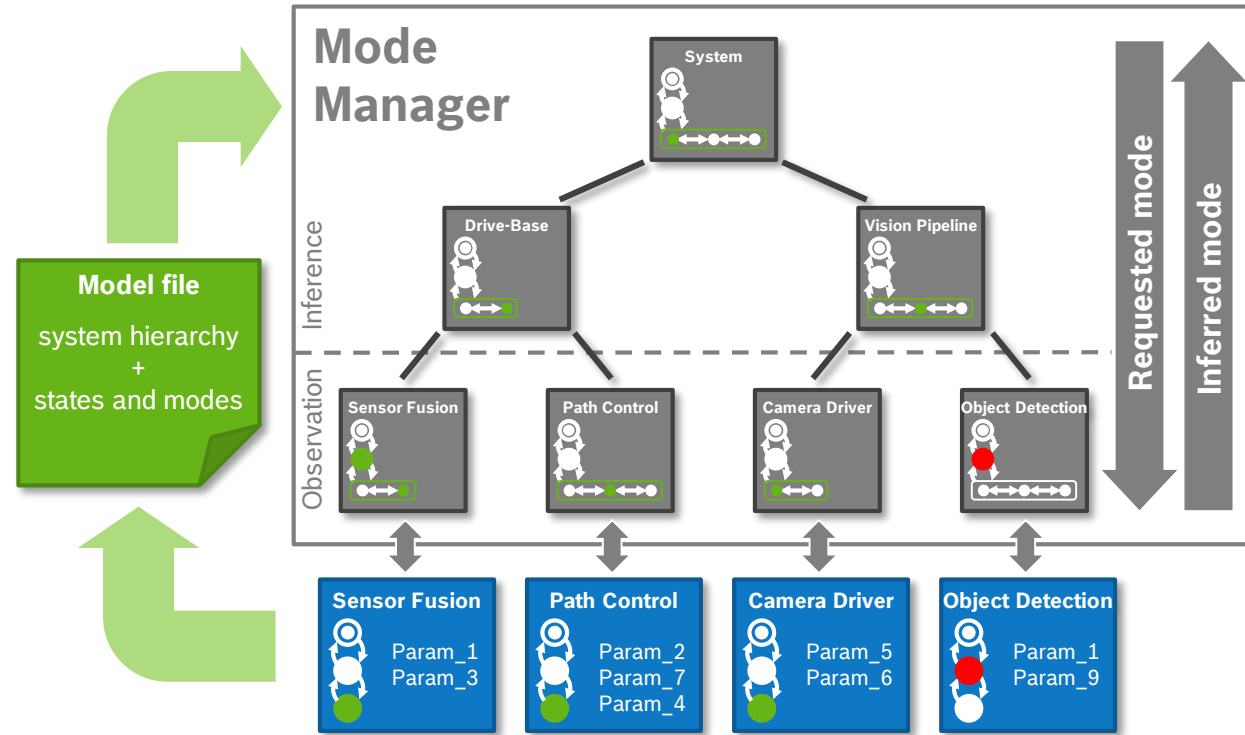 Mode
Manager
System
Drive-Base
Vision Pipeline
Inference
Model file
system hierarchy
+
states and modes
Requested mode
Inferred mode
Observation
Sensor Fusion
Path Control
Camera Driver
Object Detection
Sensor Fusion
Param_1
Param_3
Path Control
Param_2
Param_7
Param_4
Camera Driver
Param_5
Param_6
Object Detection
Param_1
Param_9